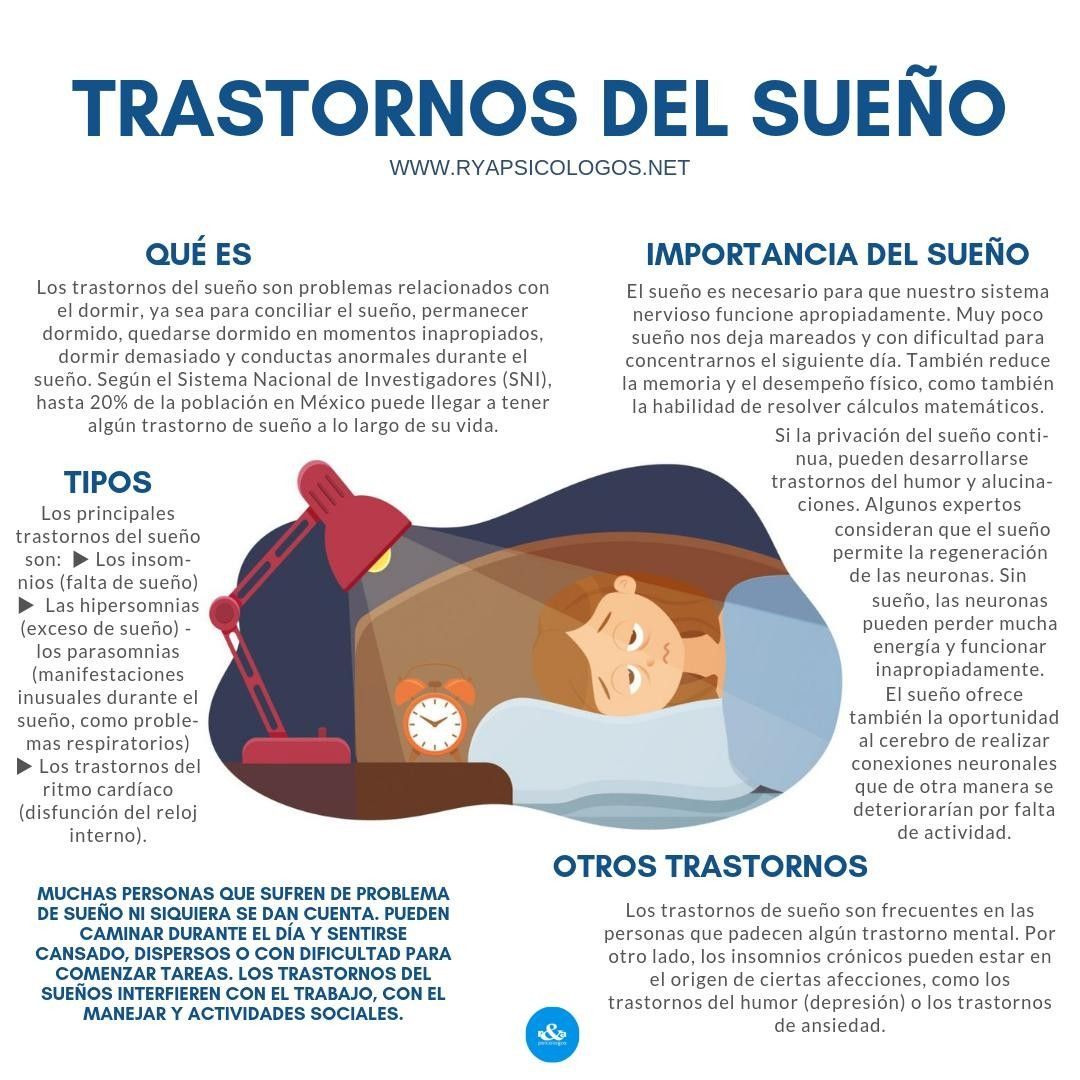 TRASTORNOS DEL SUEÑO
WWW.RYAPSICOLOGOS.NET
QUÉ ES
Los trastornos del sueño son problemas relacionados con
el dormir, ya sea para conciliar el sueño, permanecer
dormido, quedarse dormido en momentos inapropiados,
dormir demasiado y conductas anormales durante el
sueño. Según el Sistema Nacional de Investigadores (SNI),
hasta 20% de la población en México puede llegar a tener
algún trastorno de sueño a lo largo de su vida.
TIPOS
Los principales
trastornos del sueño
son: ▶ Los insom-
nios (falta de sueño)
▶ Las hipersomnias
(exceso de sueño) -
los parasomnias
(manifestaciones
inusuales durante el
sueño, como proble-
mas respiratorios)
▶ Los trastornos del
ritmo cardíaco
(disfunción del reloj
interno).
MUCHAS PERSONAS QUE SUFREN DE PROBLEMA
DE SUEÑO NI SIQUIERA SE DAN CUENTA. PUEDEN
CAMINAR DURANTE EL DÍA Y SENTIRSE
CANSADO, DISPERSOS O CON DIFICULTAD PARA
COMENZAR TAREAS. LOS TRASTORNOS DEL
SUEÑOS INTERFIEREN CON EL TRABAJO, CON EL
MANEJAR Y ACTIVIDADES SOCIALES.
IMPORTANCIA DEL SUEÑO
El sueño es necesario para que nuestro sistema
nervioso funcione apropiadamente. Muy poco
sueño nos deja mareados y con dificultad para
concentrarnos el siguiente día. También reduce
la memoria y el desempeño físico, como también
la habilidad de resolver cálculos matemáticos.
Si la privación del sueño conti-
nua, pueden desarrollarse
trastornos del humor y alucina-
ciones. Algunos expertos
consideran que el sueño
permite la regeneración
de las neuronas. Sin
sueño, las neuronas
pueden perder mucha
energía y funcionar
inapropiadamente.
El sueño ofrece
también la oportunidad
al cerebro de realizar
conexiones neuronales
que de otra manera se
deteriorarían por falta
de actividad.
OTROS TRASTORNOS
Los trastornos de sueño son frecuentes en las
personas que padecen algún trastorno mental. Por
otro lado, los insomnios crónicos pueden estar en
el origen de ciertas afecciones, como los
trastornos del humor (depresión) o los trastornos
de ansiedad.
r&a
psicologos